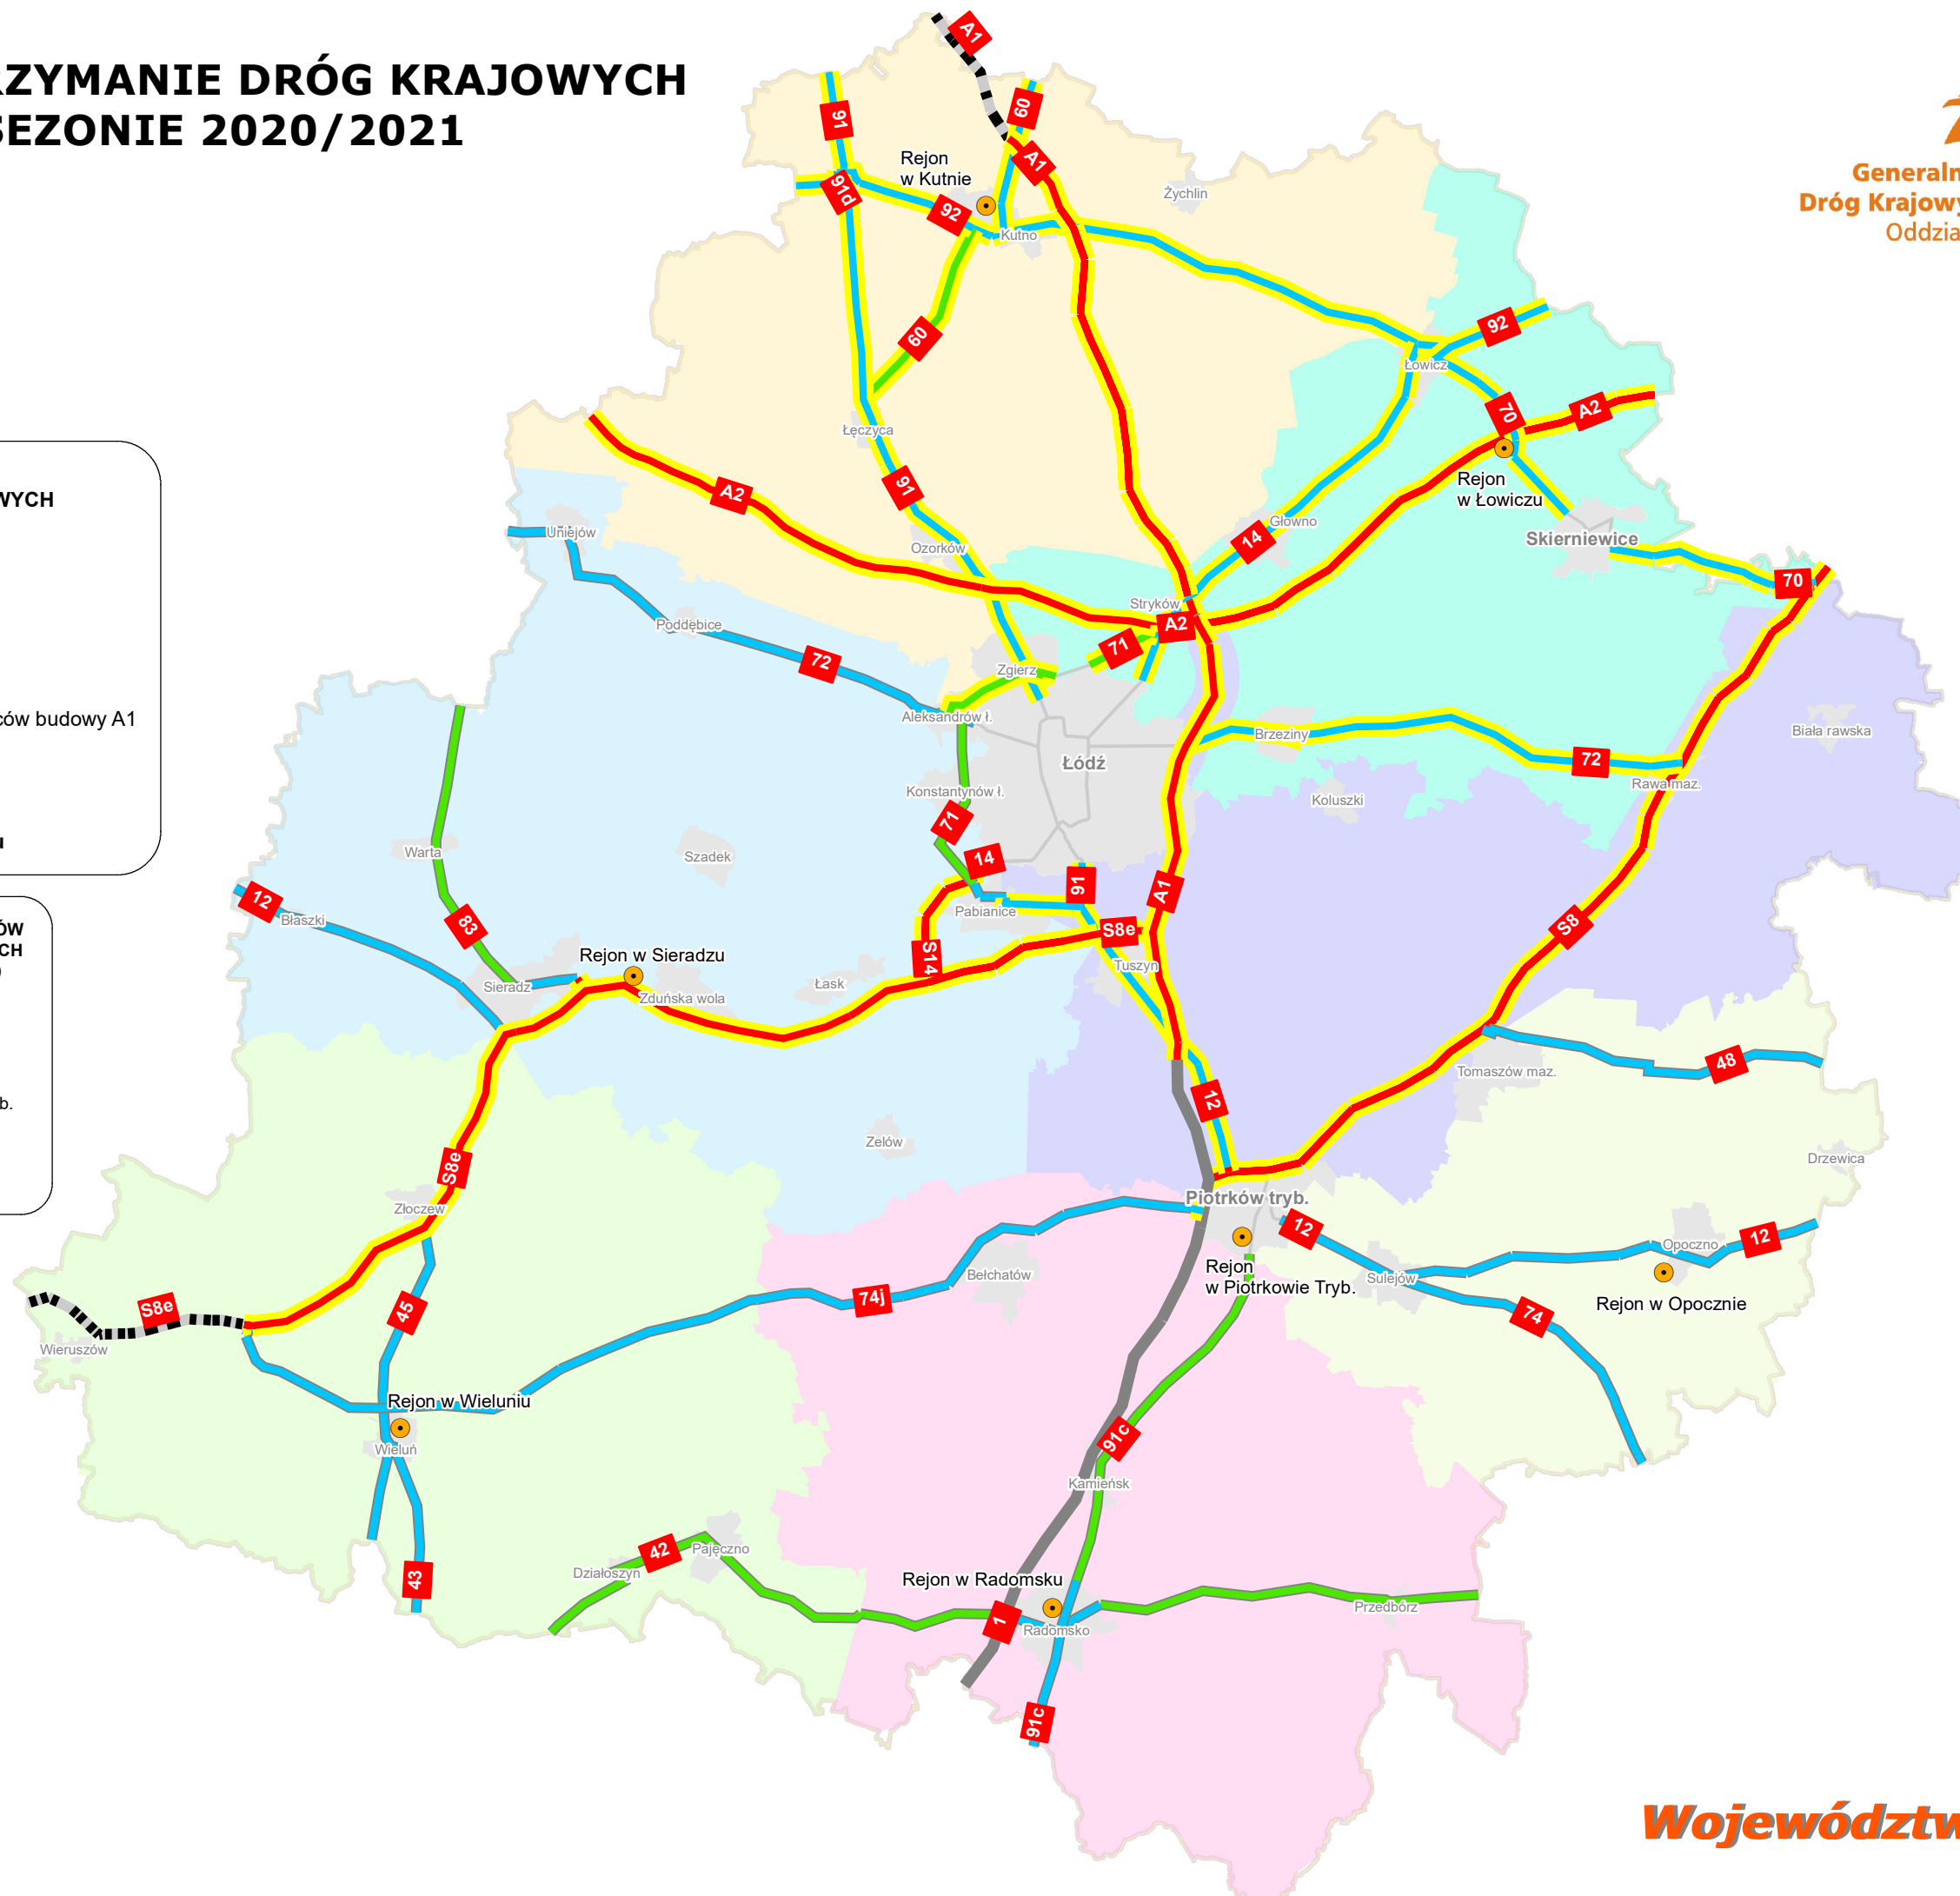 RZYMANIE DRÓG KRAJOWYCH
SEZONIE 2020/2021
Generaln
Dróg Krajowy
Oddzia
WYCH
ców budowy A1
u
ÓW
CH
)
b.
A1
91
60
A1
Rejon
w Kutnie
Żychlin
91d
92
Kutno
60
92
Łowicz
70
A2
Łęczyca
Rejon
w Łowiczu
91
A2
Uniejów
Głowno
14
Skierniewice
Ozorków
70
Stryków
A2
Poddębice
71
72
Zgierz
Aleksandrów ł.
Brzeziny
Biała rawska
Łódź
72
Rawa maz.
Konstantynów ł.
Koluszki
71
Warta
Szadek
14
91
A1
12
Błaszki
Pabianice
83
S8e
S8
S14
Tuszyn
Rejon w Sieradzu
Sieradz
Łask
Zduńska wola
48
Tomaszów maz.
12
Zelów
Drzewica
S8e
Złoczew
Piotrków tryb.
12
12
Opoczno
Rejon
w Piotrkowie Tryb.
Sulejów
Bełchatów
74j
Rejon w Opocznie
74
S8e
45
Wieruszów
Rejon w Wieluniu
Wieluń
91c
Kamieńsk
42
Pajęczno
Działoszyn
43
Rejon w Radomsku
Przedbórz
1
Radomsko
91c
Województw